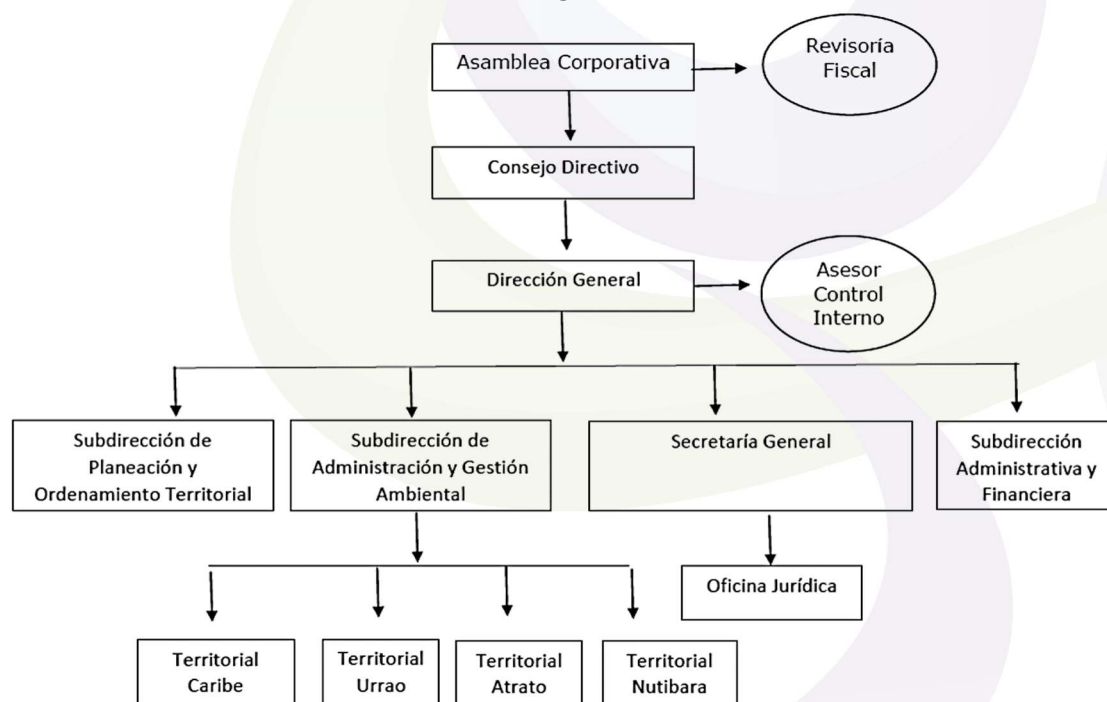 Asamblea Corporativa
Revisoría
Fiscal
Consejo Directivo
Dirección General
Asesor
Control
Interno
Subdirección de
Planeación y
Ordenamiento Territorial
Subdirección de
Administración y Gestión
Ambiental
Secretaría General
Subdirección
Administrativa y
Financiera
Oficina Jurídica
Territorial
Caribe
Territorial
Urrao
Territorial
Atrato
Territorial
Nutibara